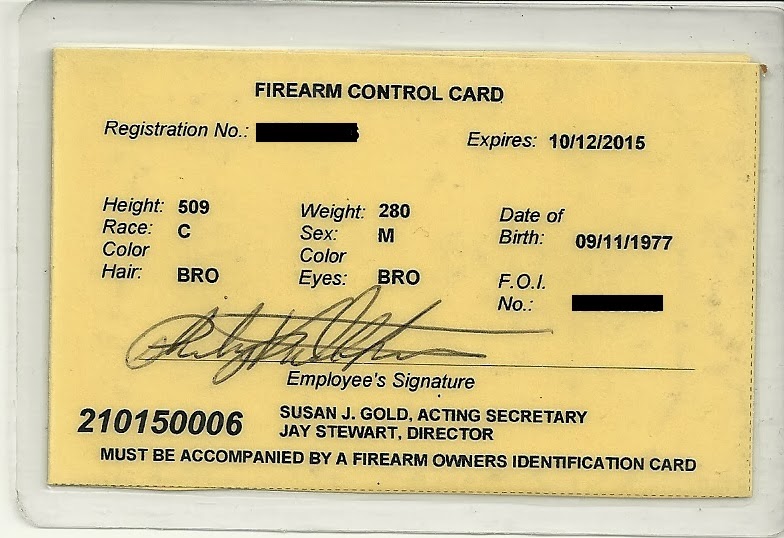 FIREARM CONTROL CARD
Registration No.:
Expires: 10/12/2015
Height: 509
Weight: 280
Date of
Race: C
Sex: M
Birth: 09/11/1977
Color
Color
Hair: BRO
Eyes: BRO
F.O.I.
No.:
Employee's Signature
210150006
SUSAN J. GOLD, ACTING SECRETARY
JAY STEWART, DIRECTOR
MUST BE ACCOMPANIED BY A FIREARM OWNERS IDENTIFICATION CARD